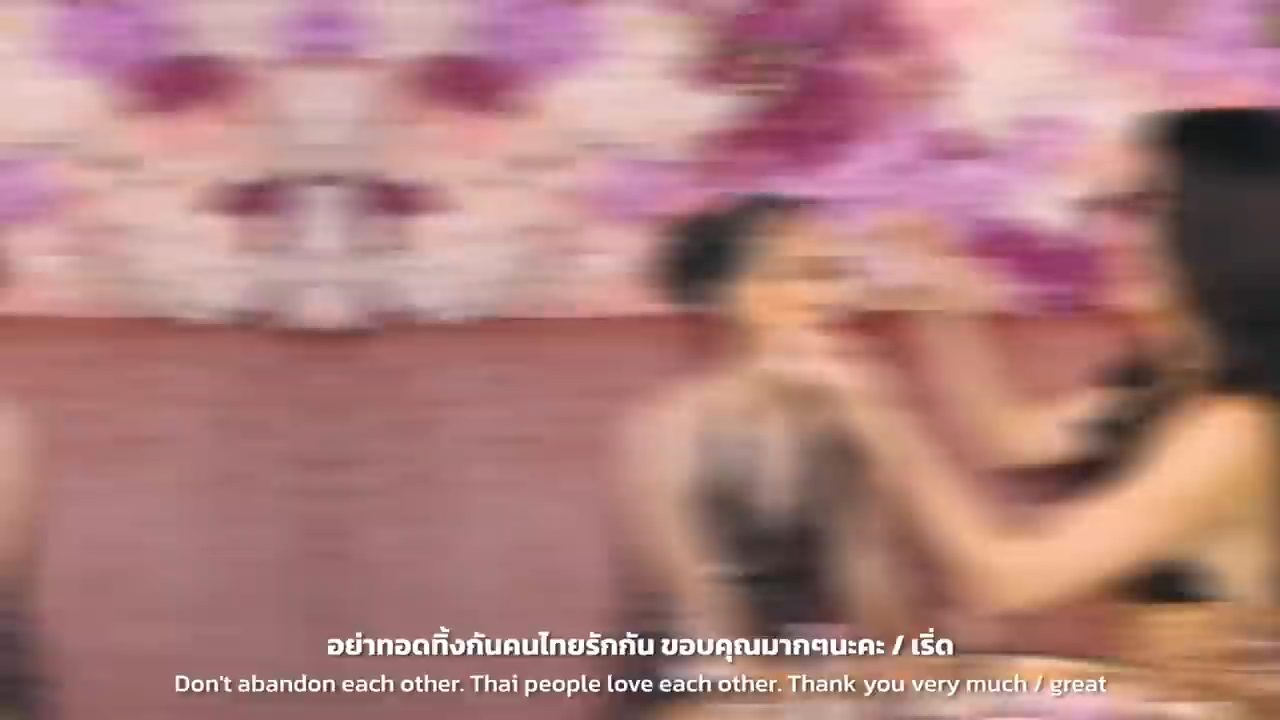 อย่าทอดทิ้งกันคนไทยรักกัน ขอบคุณมากๆนะคะ / เริ่ด
Don't abandon each other. Thai people love each other. Thank you very much / great